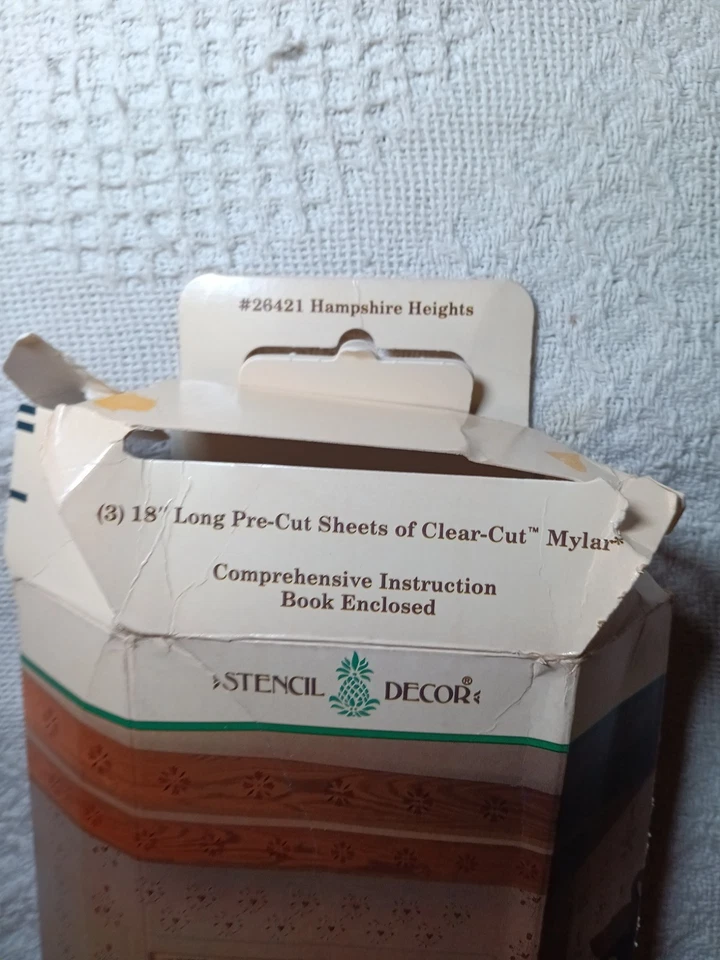 #26421 Hampshire Heights
(3) 18" Long Pre-Cut Sheets of Clear-Cut™ Mylar*
Comprehensive Instruction
Book Enclosed
STENCIL DECOR®